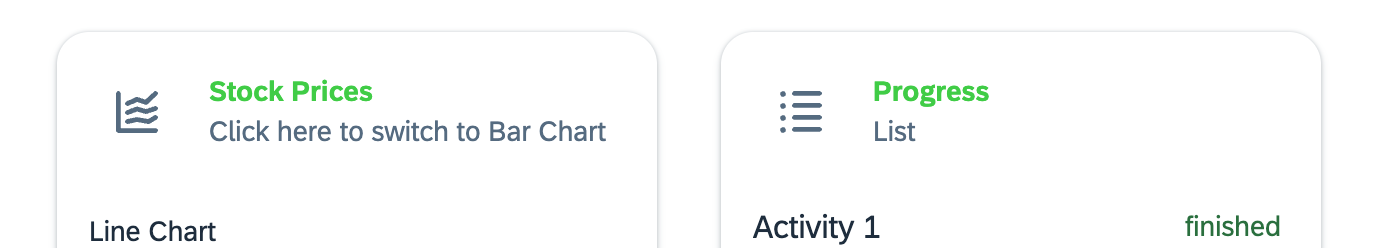 Stock Prices
Click here to switch to Bar Chart
Line Chart
Progress
List
Activity 1
finished